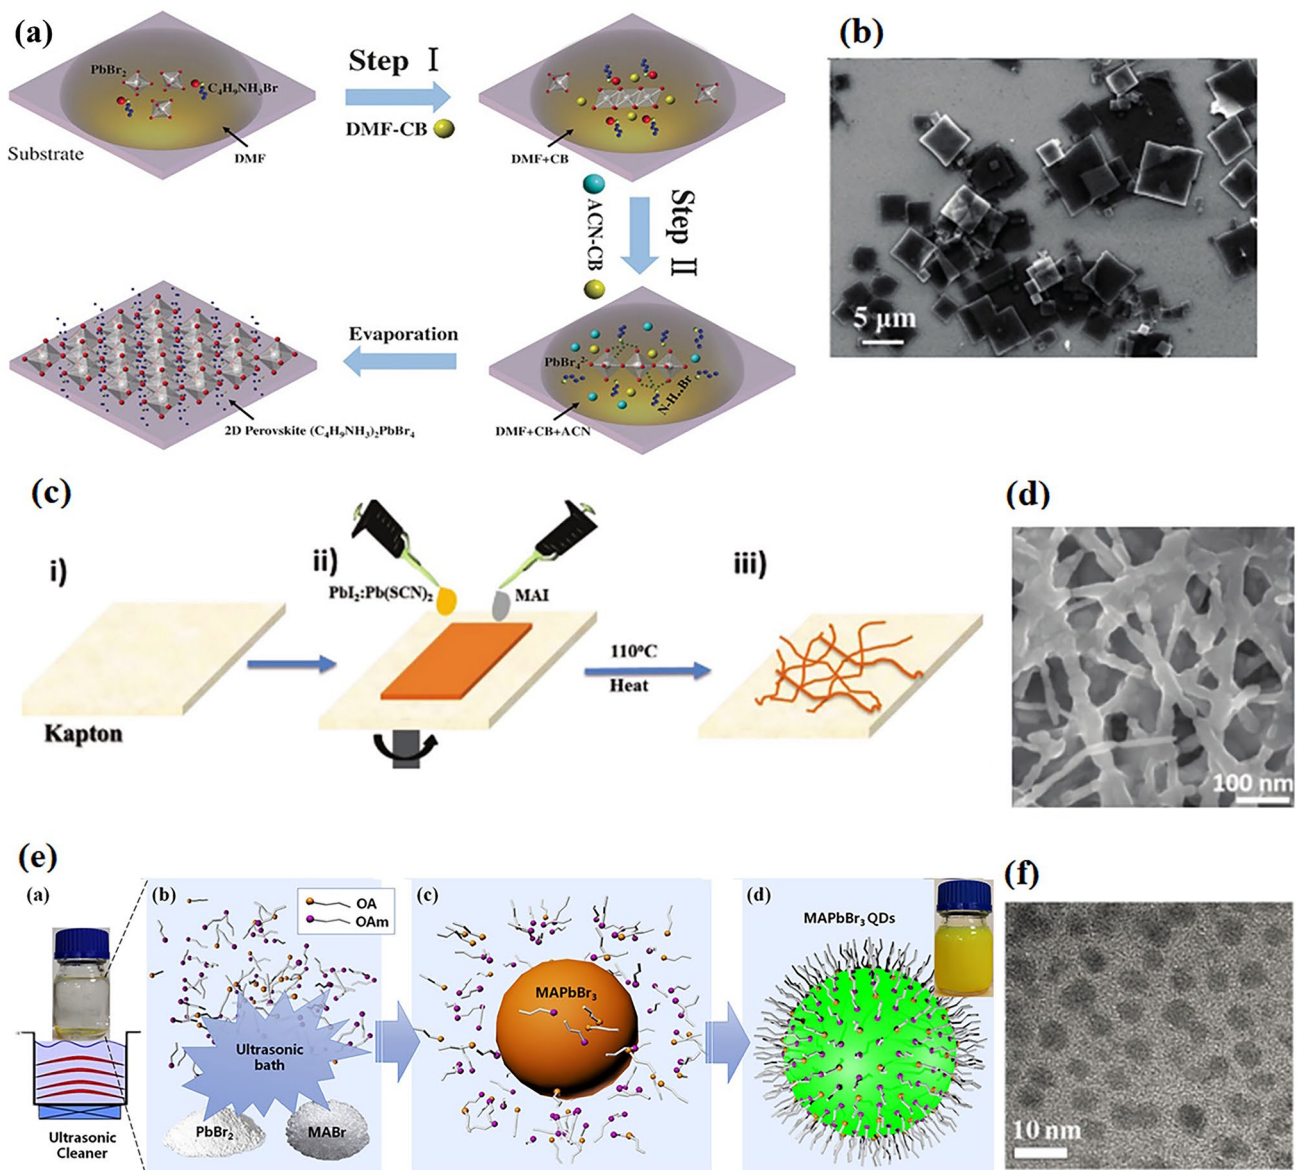 (a)
PbBr₂
C₄H₉NH₃Br
Substrate
DMF
Step I
DMF-CB
DMF+CB
ACN-CB
Step II
PbBr₄²⁻
N-H..Br
DMF+CB+ACN
Evaporation
2D Perovskite (C₄H₉NH₃)₂PbBr₄
(b)
5 μm
(c)
i)
Kapton
ii)
PbI₂:Pb(SCN)₂
MAI
110°C
Heat
iii)
(d)
100 nm
(e)
(a)
Ultrasonic
Cleaner
(b)
OA
OAm
Ultrasonic
bath
PbBr₂
MABr
(c)
MAPbBr₃
(d)
MAPbBr₃ QDs
(f)
10 nm